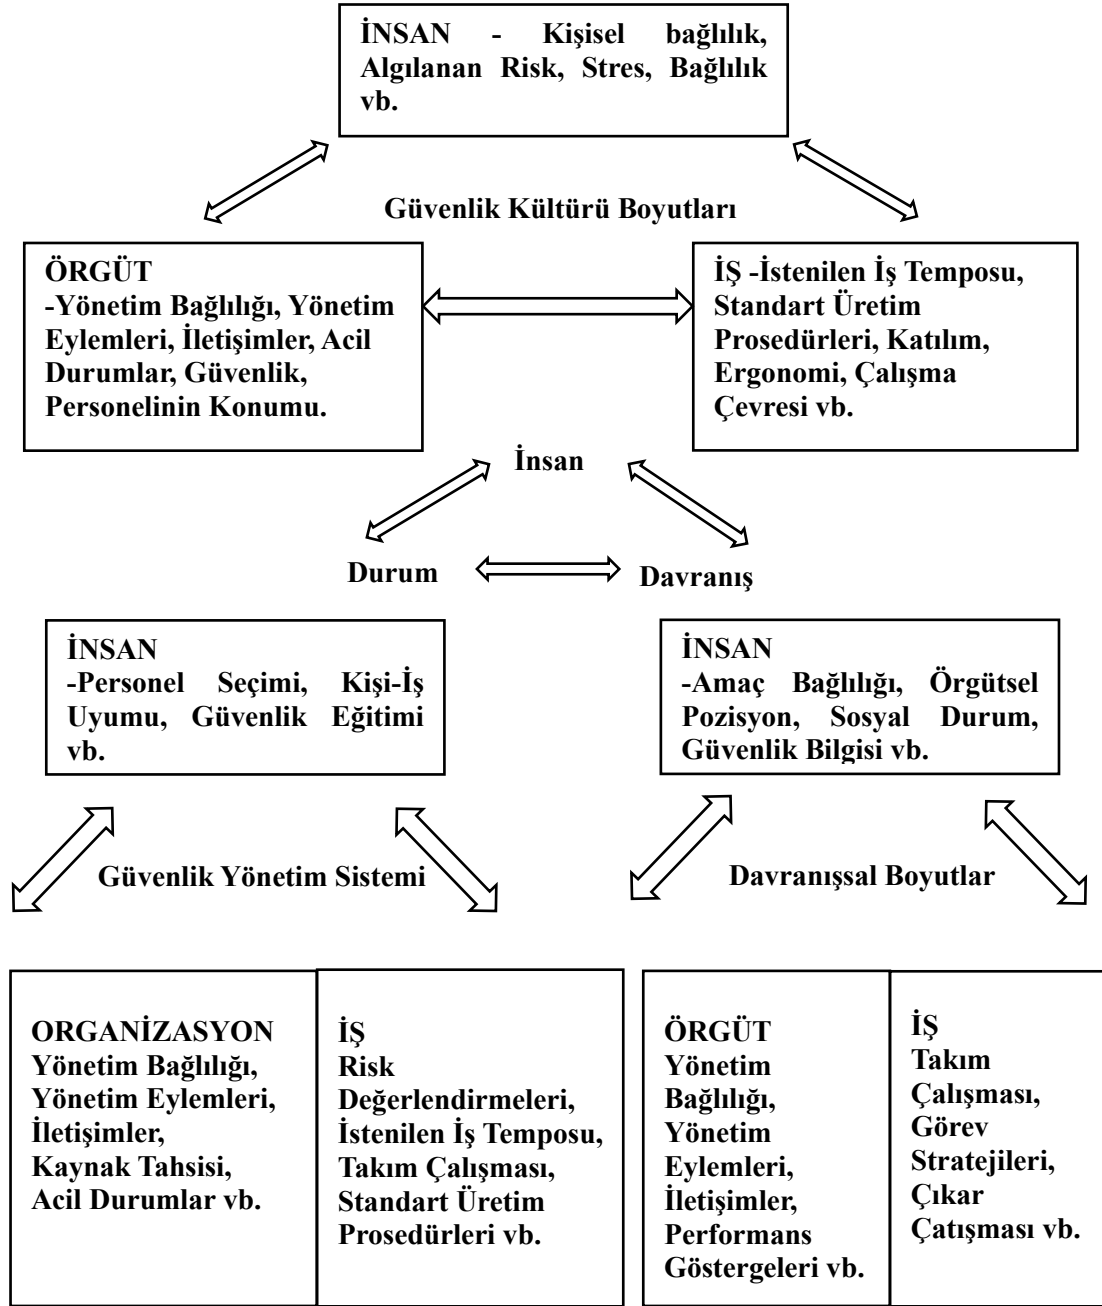 İNSAN - Kişisel bağlılık,
Algılanan Risk, Stres, Bağlılık
vb.
Güvenlik Kültürü Boyutları
ÖRGÜT
-Yönetim Bağlılığı, Yönetim
Eylemleri, İletişimler, Acil
Durumlar, Güvenlik,
Personelinin Konumu.
İŞ -İstenilen İş Temposu,
Standart Üretim
Prosedürleri, Katılım,
Ergonomi, Çalışma
Çevresi vb.
İnsan
Durum
Davranış
İNSAN
-Personel Seçimi, Kişi-İş
Uyumu, Güvenlik Eğitimi
vb.
İNSAN
-Amaç Bağlılığı, Örgütsel
Pozisyon, Sosyal Durum,
Güvenlik Bilgisi vb.
Güvenlik Yönetim Sistemi
Davranışsal Boyutlar
ORGANİZASYON
Yönetim Bağlılığı,
Yönetim Eylemleri,
İletişimler,
Kaynak Tahsisi,
Acil Durumlar vb.
İŞ
Risk
Değerlendirmeleri,
İstenilen İş Temposu,
Takım Çalışması,
Standart Üretim
Prosedürleri vb.
ÖRGÜT
Yönetim
Bağlılığı,
Yönetim
Eylemleri,
İletişimler,
Performans
Göstergeleri vb.
İŞ
Takım
Çalışması,
Görev
Stratejileri,
Çıkar
Çatışması vb.